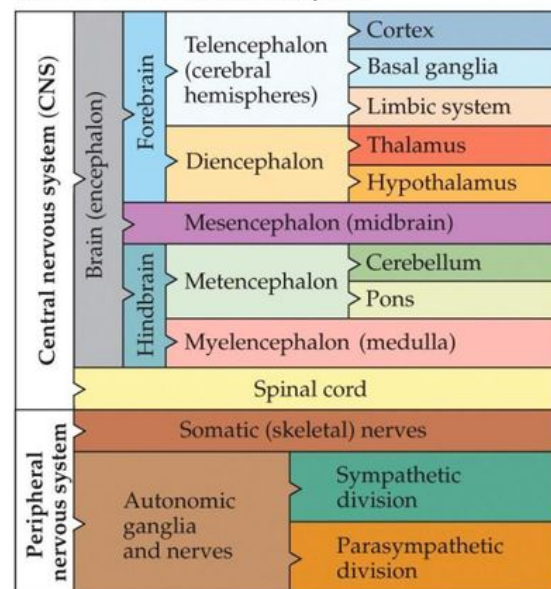 Central nervous system (CNS)
Brain (encephalon)
Forebrain
Telencephalon
(cerebral
hemispheres)
Cortex
Basal ganglia
Limbic system
Diencephalon
Thalamus
Hypothalamus
Mesencephalon (midbrain)
Hindbrain
Metencephalon
Cerebellum
Pons
Myelencephalon (medulla)
Spinal cord
Peripheral
nervous system
Somatic (skeletal) nerves
Autonomic
ganglia
and nerves
Sympathetic
division
Parasympathetic
division